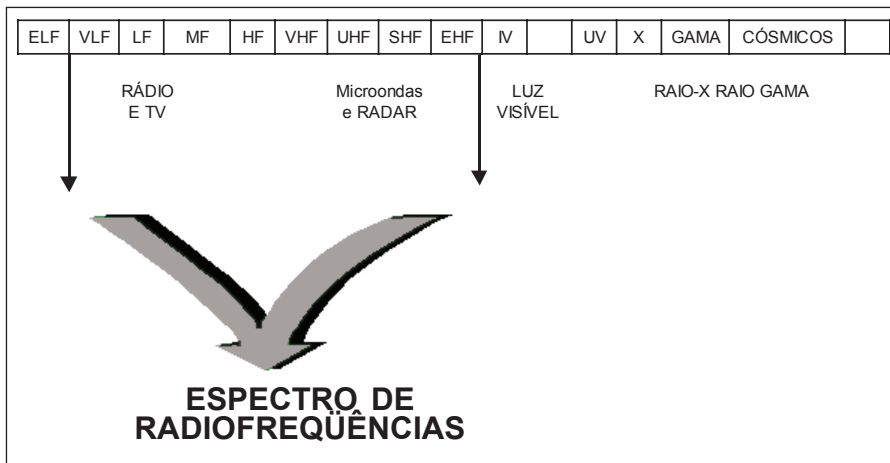 ELF VLF LF MF HF VHF UHF SHF EHF IV UV X GAMA CÓSMICOS
RÁDIO
E TV
Microondas
e RADAR
LUZ
VISÍVEL
RAIO-X RAIO GAMA
ESPECTRO DE
RADIOFREQÜÊNCIAS